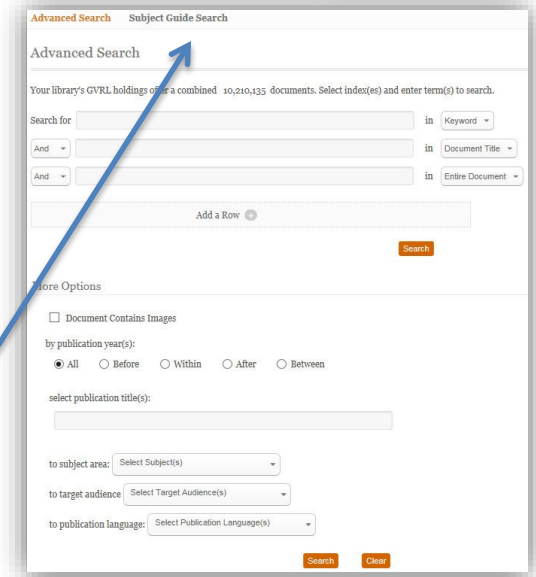 Advanced Search Subject Guide Search
Advanced Search
Your library's GVRL holdings offer a combined 10,210,135 documents. Select index(es) and enter term(s) to search.
Search for in Keyword
And in Document Title
And in Entire Document
Add a Row
Search
More Options
Document Contains Images
by publication year(s):
All Before Within After Between
select publication title(s):
to subject area: Select Subject(s)
to target audience Select Target Audience(s)
to publication language: Select Publication Language(s)
Search Clear